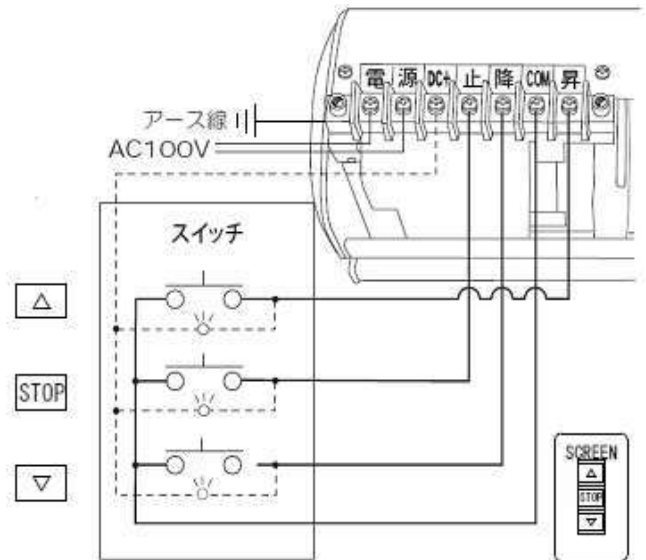 電 源 DC+ 止 降 COM 昇
アース線
AC100V
スイッチ
△
STOP
▽
SCREEN
△
STOP
▽